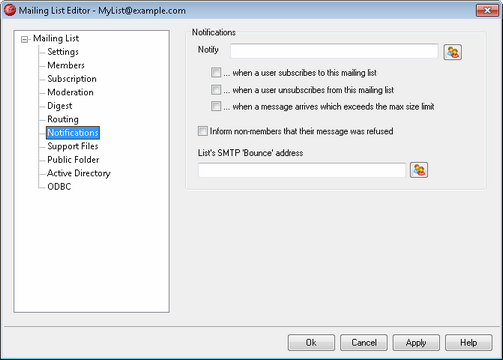 Mailing List Editor - MyList@example.com
Mailing List
Settings
Members
Subscription
Moderation
Digest
Routing
Notifications
Support Files
Public Folder
Active Directory
ODBC
Notifications
Notify
... when a user subscribes to this mailing list
... when a user unsubscribes from this mailing list
... when a message arrives which exceeds the max size limit
Inform non-members that their message was refused
List's SMTP 'Bounce' address
Ok
Cancel
Apply
Help